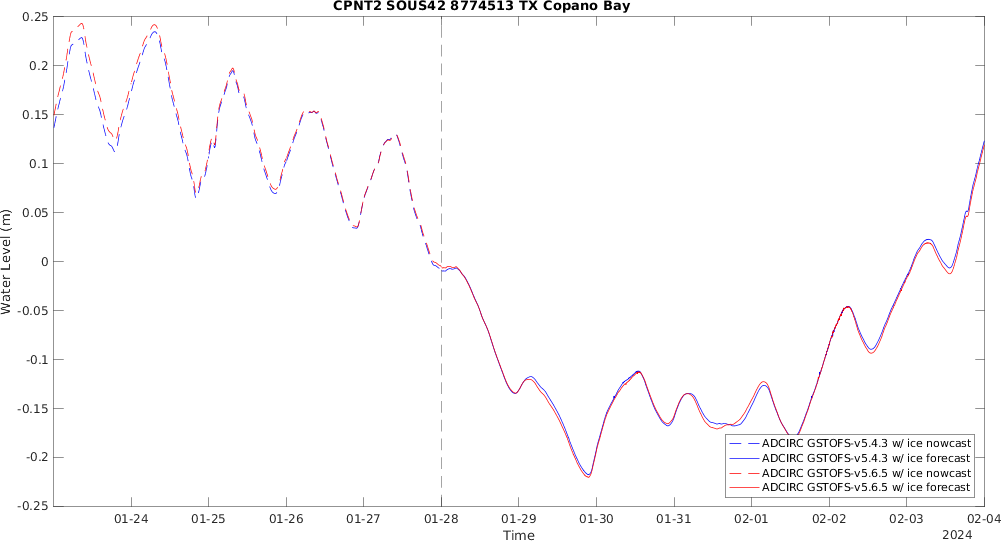 CPNT2 SOUS42 8774513 TX Copano Bay
0.25
0.2
0.15
0.1
0.05
0
-0.05
-0.1
-0.15
-0.2
-0.25
Water Level (m)
ADCIRC GSTOFS-v5.4.3 w/ ice nowcast
ADCIRC GSTOFS-v5.4.3 w/ ice forecast
ADCIRC GSTOFS-v5.6.5 w/ ice nowcast
ADCIRC GSTOFS-v5.6.5 w/ ice forecast
01-24 01-25 01-26 01-27 01-28 01-29 01-30 01-31 02-01 02-02 02-03 02-04
Time
2024